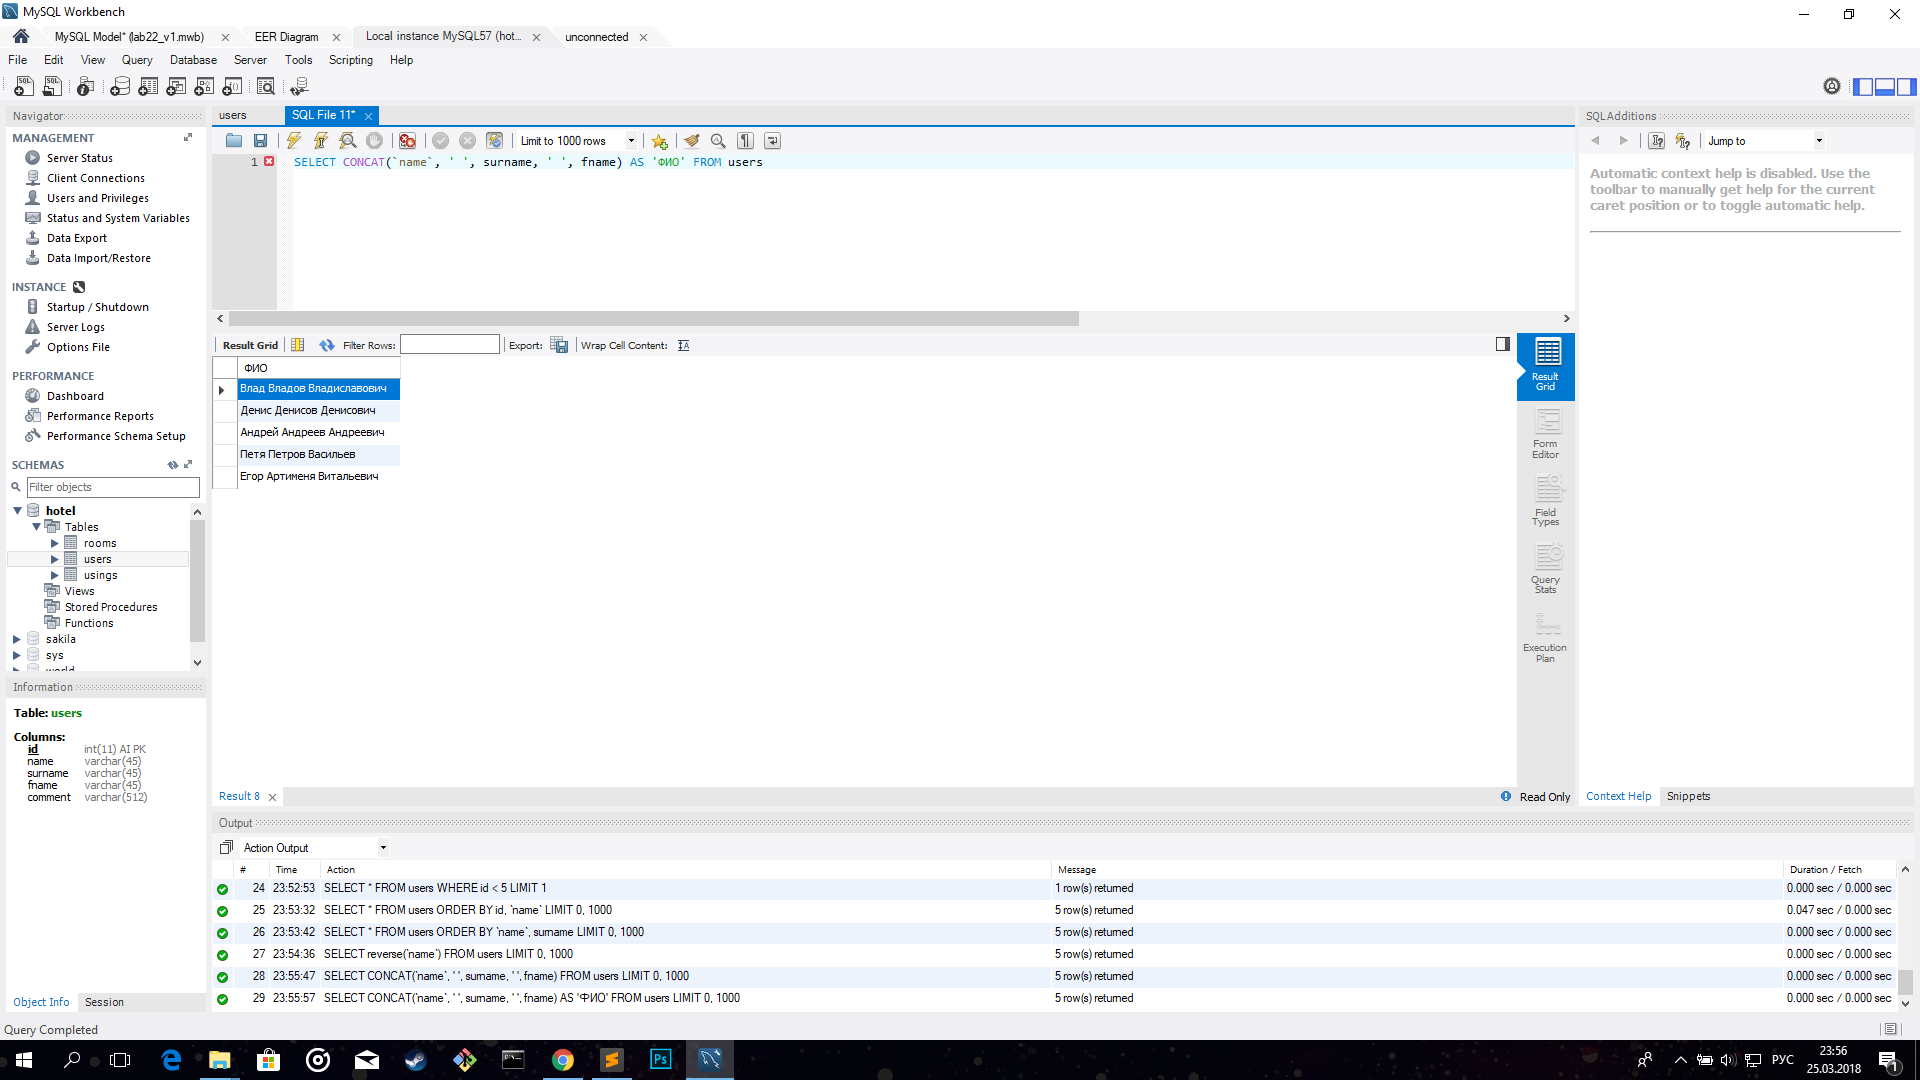 MySQL Workbench
MySQL Model* (lab22_v1.mwb)
EER Diagram
Local instance MySQL57 (hot...
unconnected
File Edit View Query Database Server Tools Scripting Help
Navigator
MANAGEMENT
Server Status
Client Connections
Users and Privileges
Status and System Variables
Data Export
Data Import/Restore
INSTANCE
Startup / Shutdown
Server Logs
Options File
PERFORMANCE
Dashboard
Performance Reports
Performance Schema Setup
SCHEMAS
Filter objects
hotel
Tables
rooms
users
usings
Views
Stored Procedures
Functions
sakila
sys
world
Information
Table: users
Columns:
id int(11) AI PK
name varchar(45)
surname varchar(45)
fname varchar(45)
comment varchar(512)
Object Info Session
Query Completed
users
SQL File 11*
Limit to 1000 rows
1 SELECT CONCAT(`name`, ' ', surname, ' ', fname) AS 'ФИО' FROM users
Result Grid Filter Rows: Export: Wrap Cell Content:
ФИО
Влад Владов Владиславович
Денис Денисов Денисович
Андрей Андреев Андреевич
Петя Петров Васильев
Егор Артименя Витальевич
Result Grid
Form Editor
Field Types
Query Stats
Execution Plan
Result 8
Read Only
SQLAdditions
Jump to
Automatic context help is disabled. Use the
toolbar to manually get help for the current
caret position or to toggle automatic help.
Context Help Snippets
Output
Action Output
# Time Action Message Duration / Fetch
24 23:52:53 SELECT * FROM users WHERE id < 5 LIMIT 1 1 row(s) returned 0.000 sec / 0.000 sec
25 23:53:32 SELECT * FROM users ORDER BY id, `name` LIMIT 0, 1000 5 row(s) returned 0.047 sec / 0.000 sec
26 23:53:42 SELECT * FROM users ORDER BY `name`, surname LIMIT 0, 1000 5 row(s) returned 0.000 sec / 0.000 sec
27 23:54:36 SELECT reverse(`name`) FROM users LIMIT 0, 1000 5 row(s) returned 0.000 sec / 0.000 sec
28 23:55:47 SELECT CONCAT(`name`, ' ', surname, ' ', fname) FROM users LIMIT 0, 1000 5 row(s) returned 0.000 sec / 0.000 sec
29 23:55:57 SELECT CONCAT(`name`, ' ', surname, ' ', fname) AS 'ФИО' FROM users LIMIT 0, 1000 5 row(s) returned 0.000 sec / 0.000 sec
Ps
РУС
23:56
25.03.2018
1